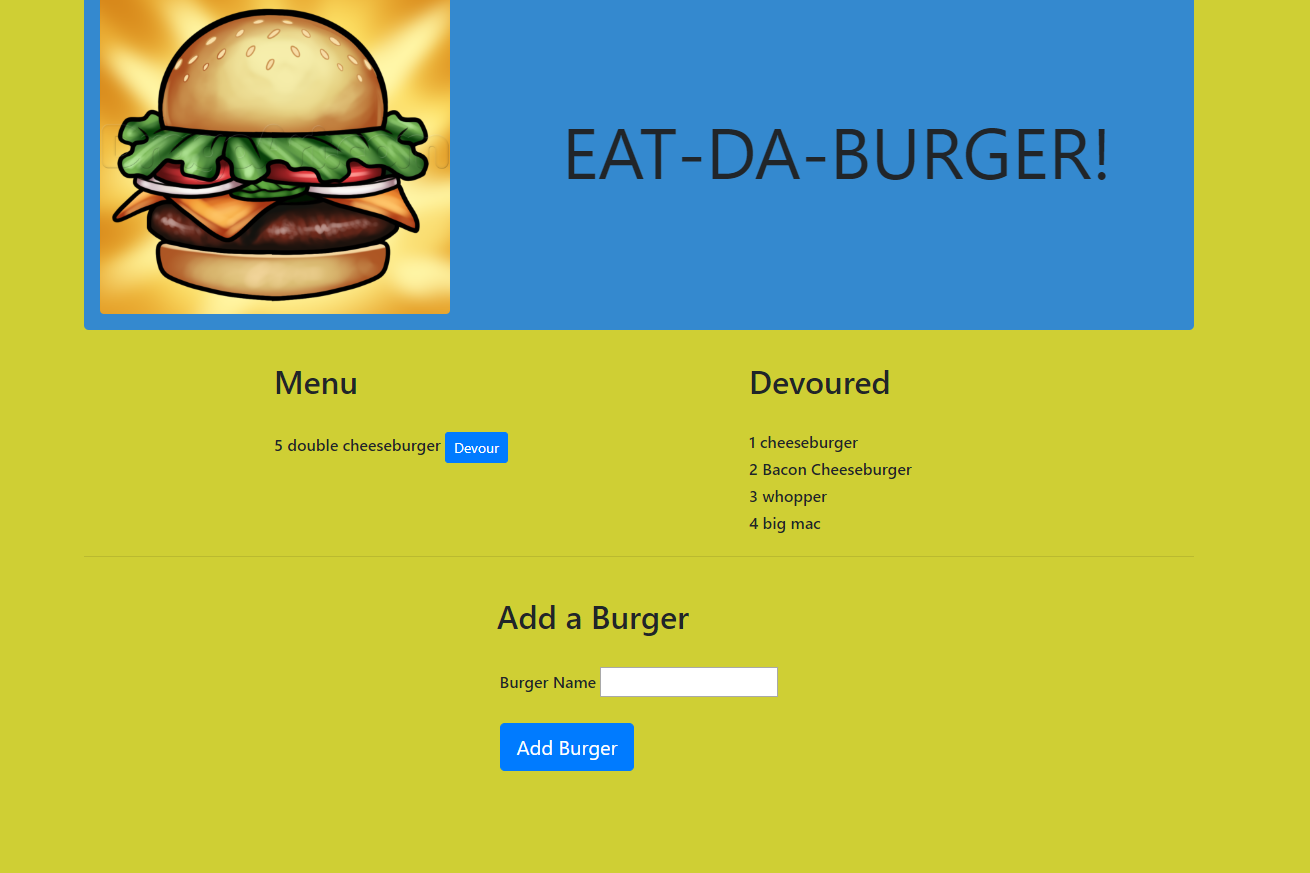 EAT-DA-BURGER!
Menu
5 double cheeseburger Devour
Devoured
1 cheeseburger
2 Bacon Cheeseburger
3 whopper
4 big mac
Add a Burger
Burger Name
Add Burger